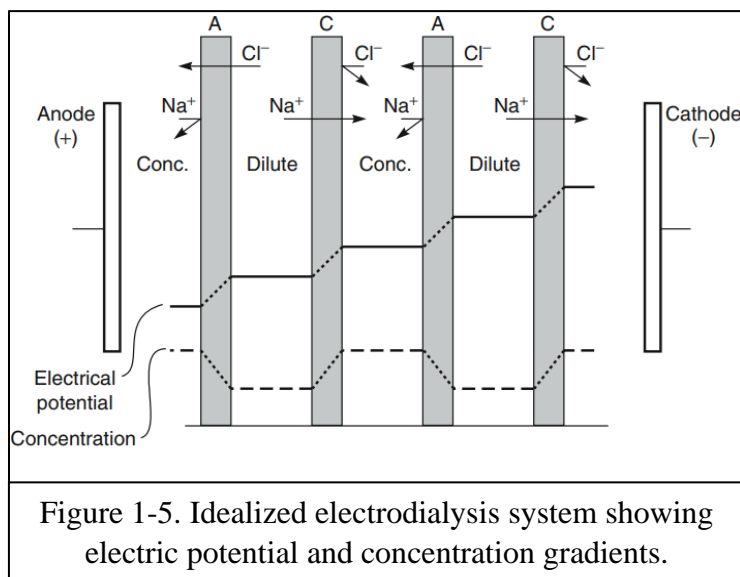 A C A C
Cl⁻ Cl⁻ Cl⁻ Cl⁻
Na⁺ Na⁺ Na⁺ Na⁺
Anode
(+)
Cathode
(−)
Conc. Dilute Conc. Dilute
Electrical
potential
Concentration
Figure 1-5. Idealized electrodialysis system showing
electric potential and concentration gradients.